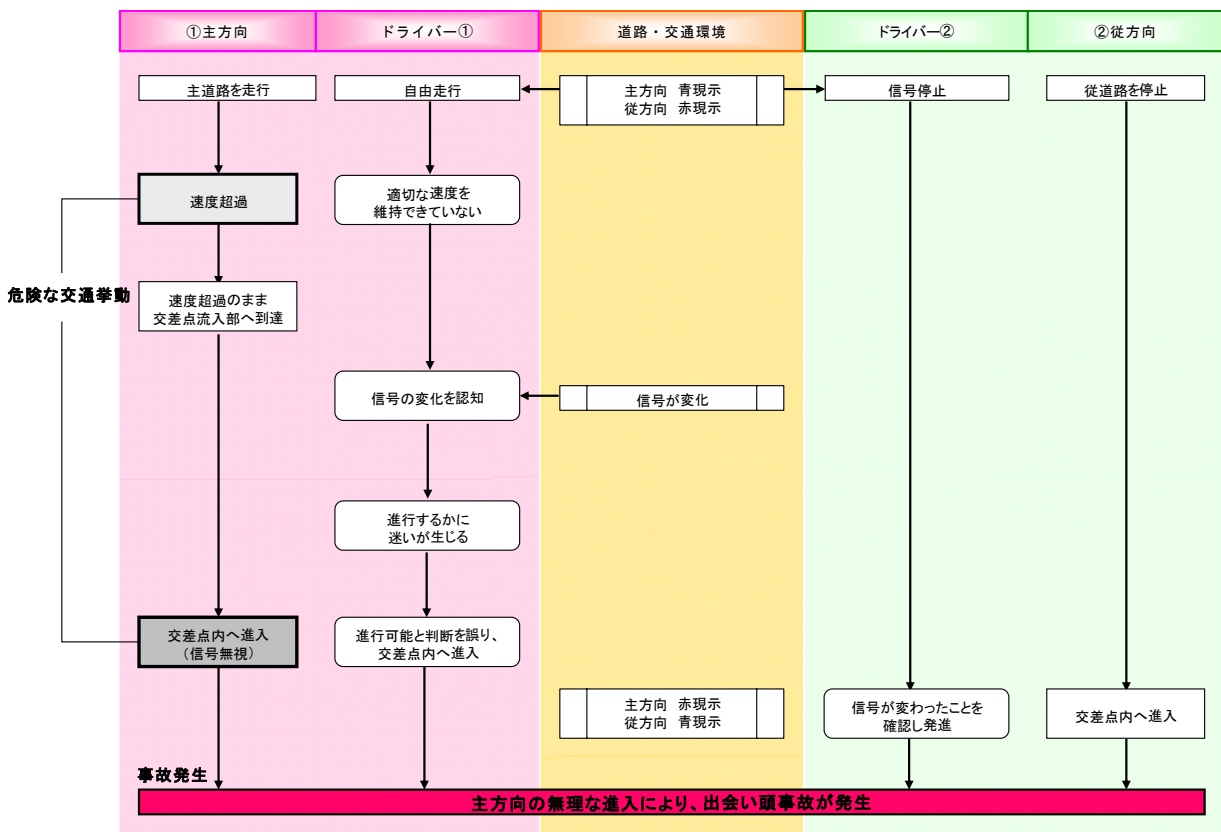 ①主方向
ドライバー①
道路・交通環境
ドライバー②
②従方向
主道路を走行
自由走行
主方向 青現示
従方向 赤現示
信号停止
従道路を停止
速度超過
適切な速度を
維持できていない
危険な交通挙動
速度超過のまま
交差点流入部へ到達
信号の変化を認知
信号が変化
進行するかに
迷いが生じる
交差点内へ進入
(信号無視)
進行可能と判断を誤り、
交差点内へ進入
主方向 赤現示
従方向 青現示
信号が変わったことを
確認し発進
交差点内へ進入
事故発生
主方向の無理な進入により、出会い頭事故が発生